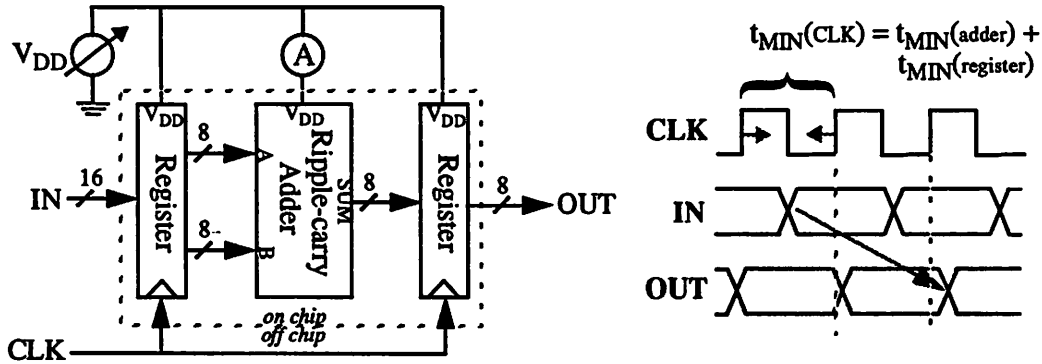 V_DD
A
V_DD
V_DD
V_DD
IN
16
Register
8
8
A
B
Ripple-carry
Adder
SUM
8
Register
8
OUT
on chip
off chip
CLK
t_MIN(CLK) = t_MIN(adder) +
t_MIN(register)
CLK
IN
OUT